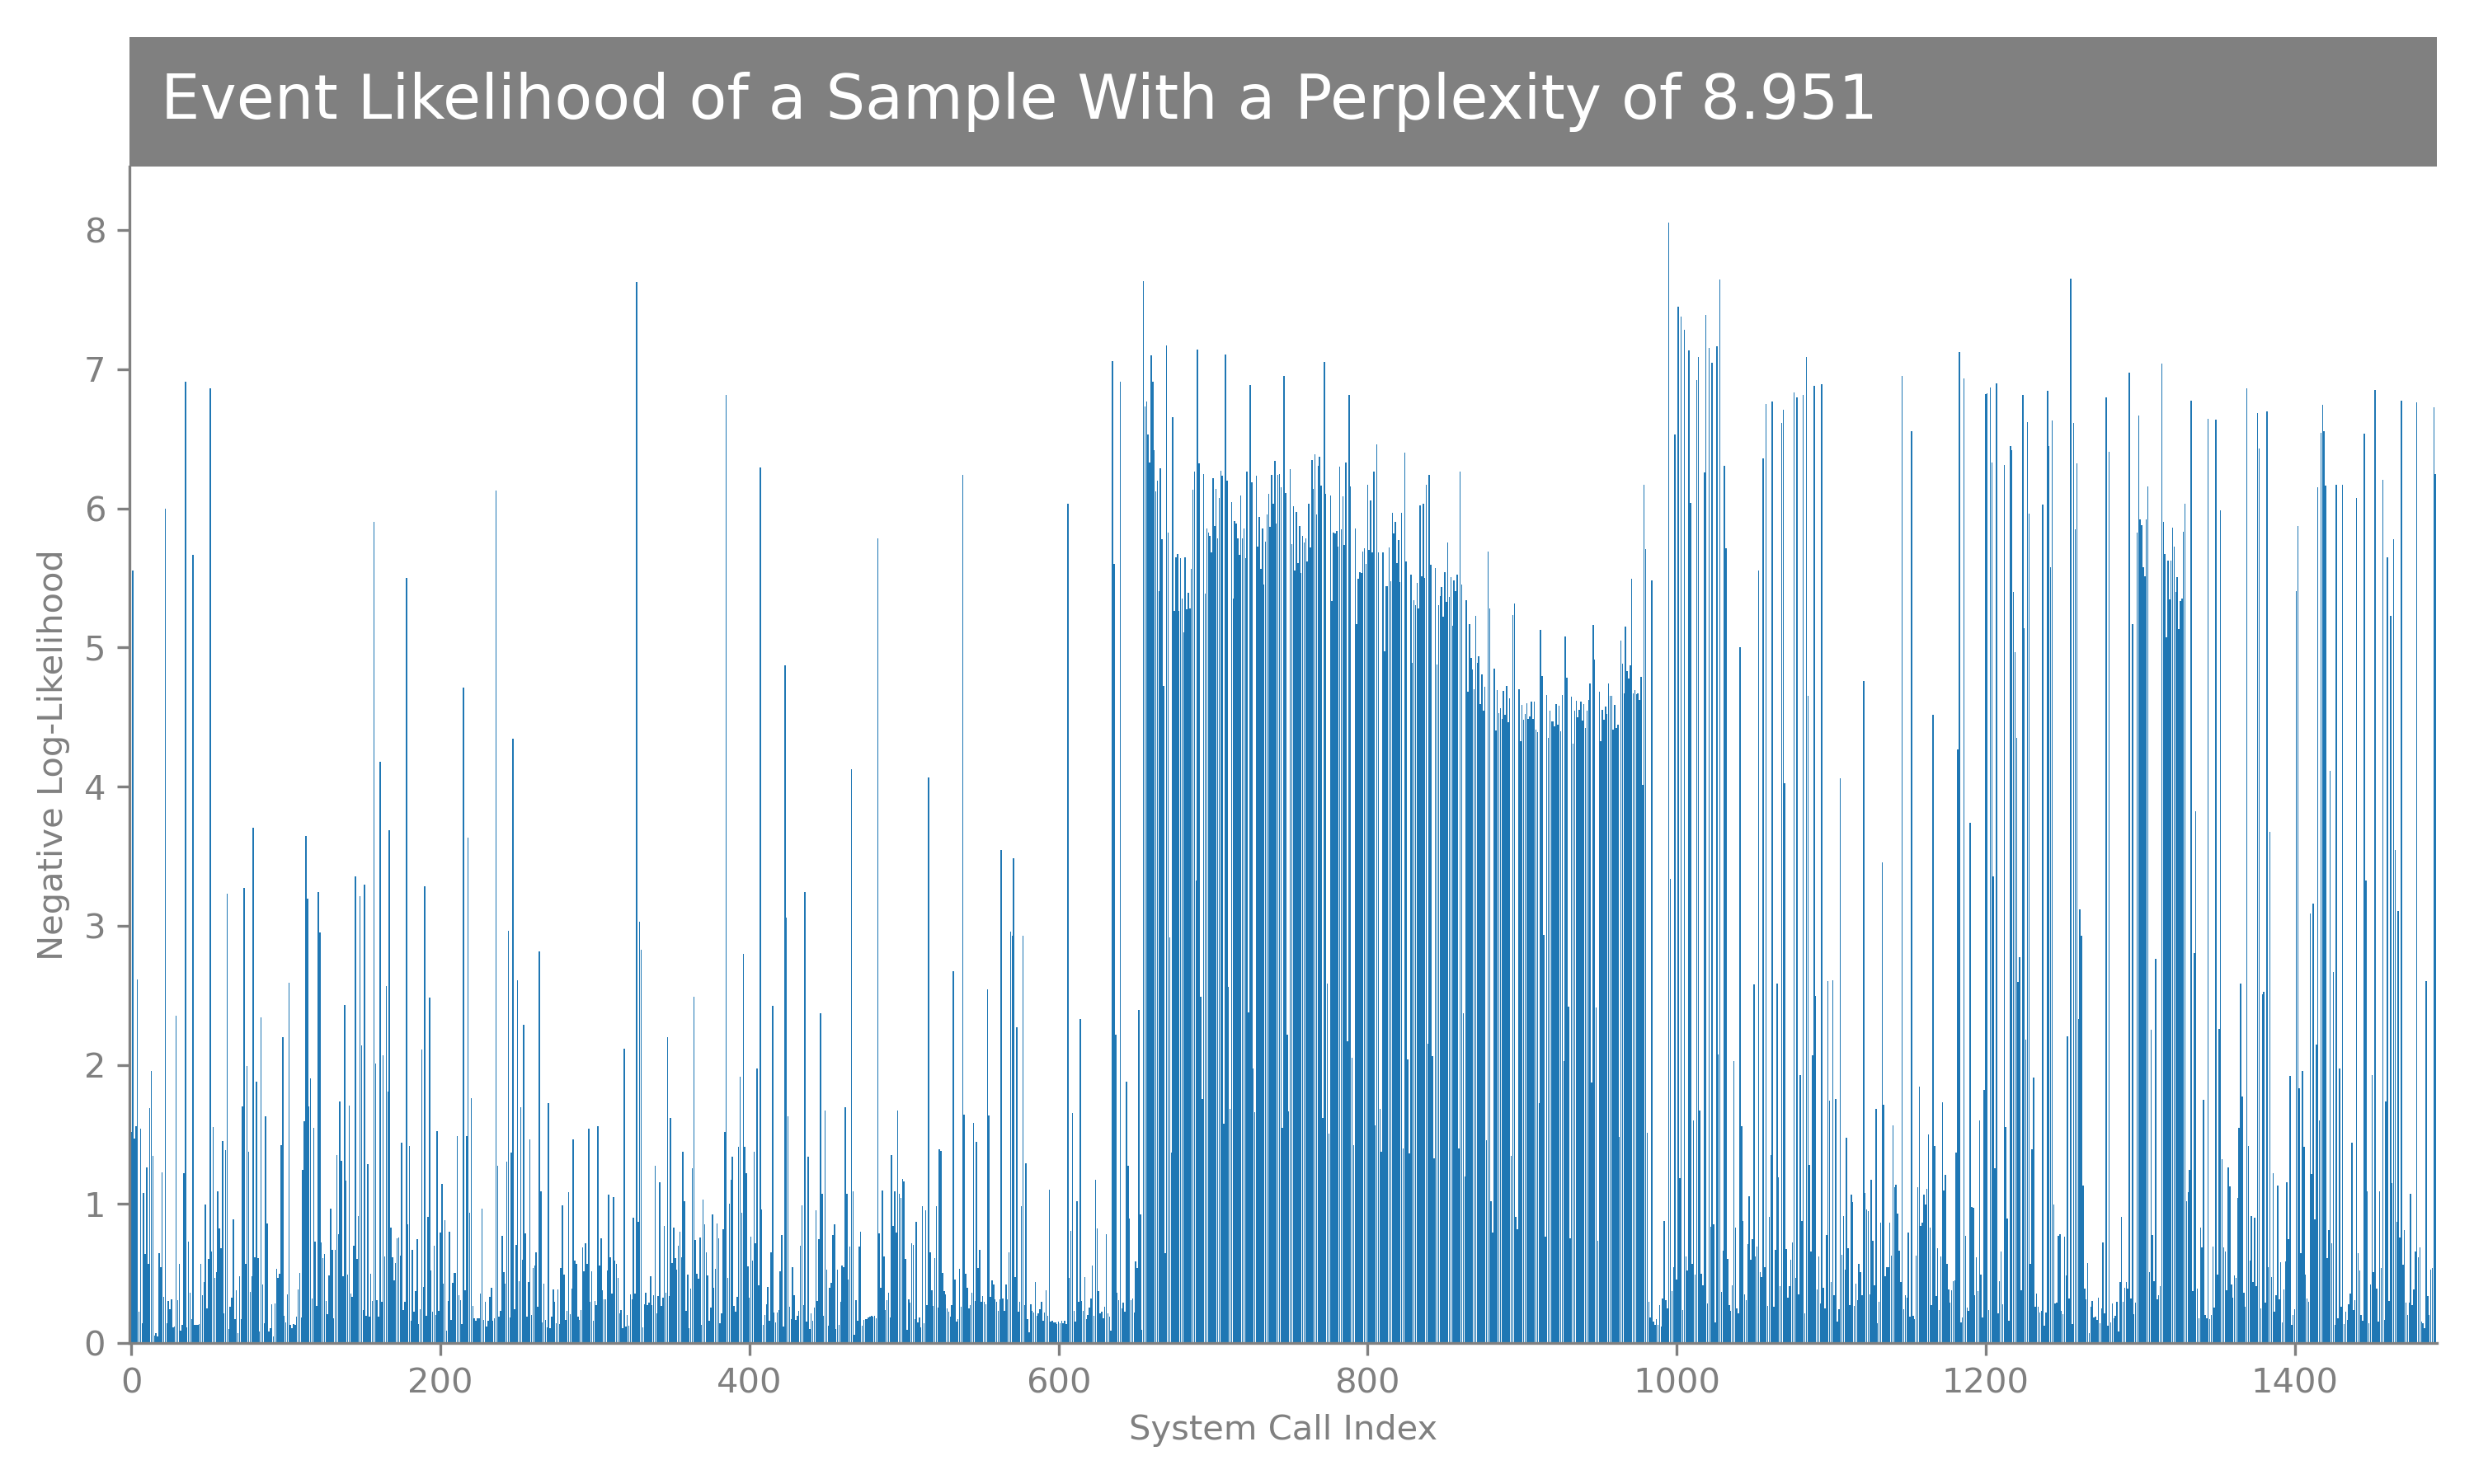 Event Likelihood of a Sample With a Perplexity of 8.951
8
7
6
5
4
3
2
1
0
Negative Log-Likelihood
0 200 400 600 800 1000 1200 1400
System Call Index